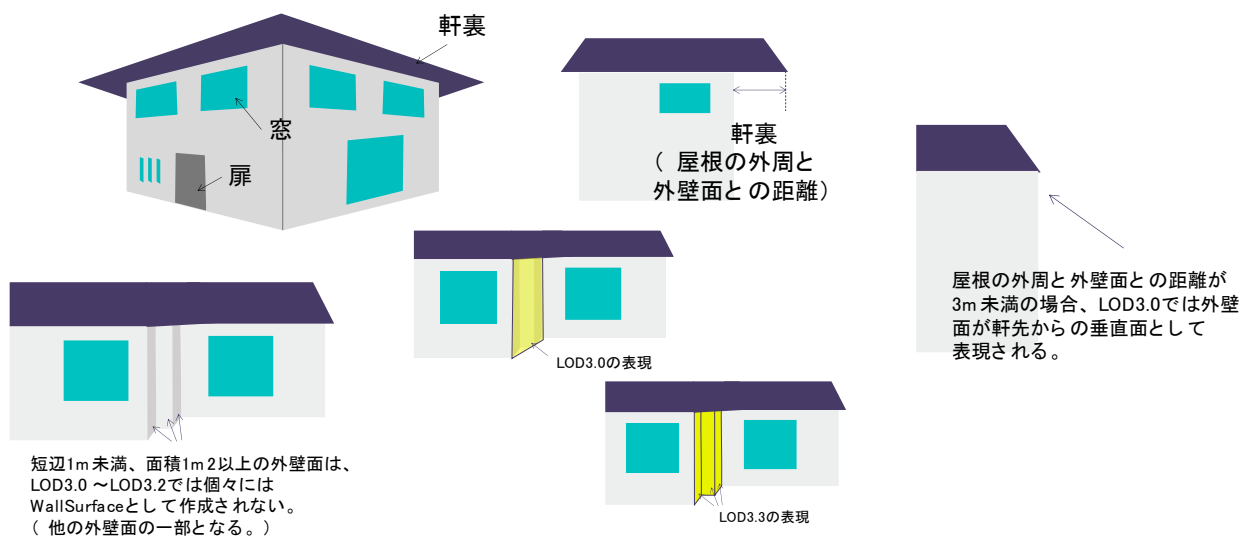 軒裏
窓
扉
軒裏
（ 屋根の外周と
外壁面との距離）
屋根の外周と外壁面との距離が
3m未満の場合、LOD3.0では外壁
面が軒先からの垂直面として
表現される。
LOD3.0の表現
短辺1m未満、面積1m2以上の外壁面は、
LOD3.0 ～LOD3.2では個々には
WallSurfaceとして作成されない。
（ 他の外壁面の一部となる。）
LOD3.3の表現